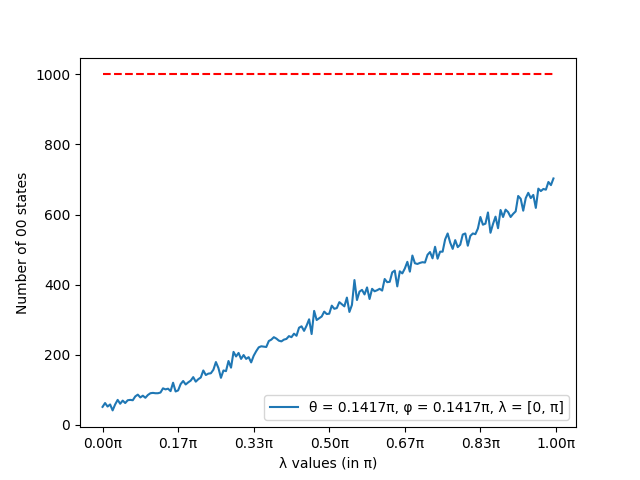 1000
800
600
400
200
0
Number of 00 states
θ = 0.1417π, φ = 0.1417π, λ = [0, π]
0.00π 0.17π 0.33π 0.50π 0.67π 0.83π 1.00π
λ values (in π)